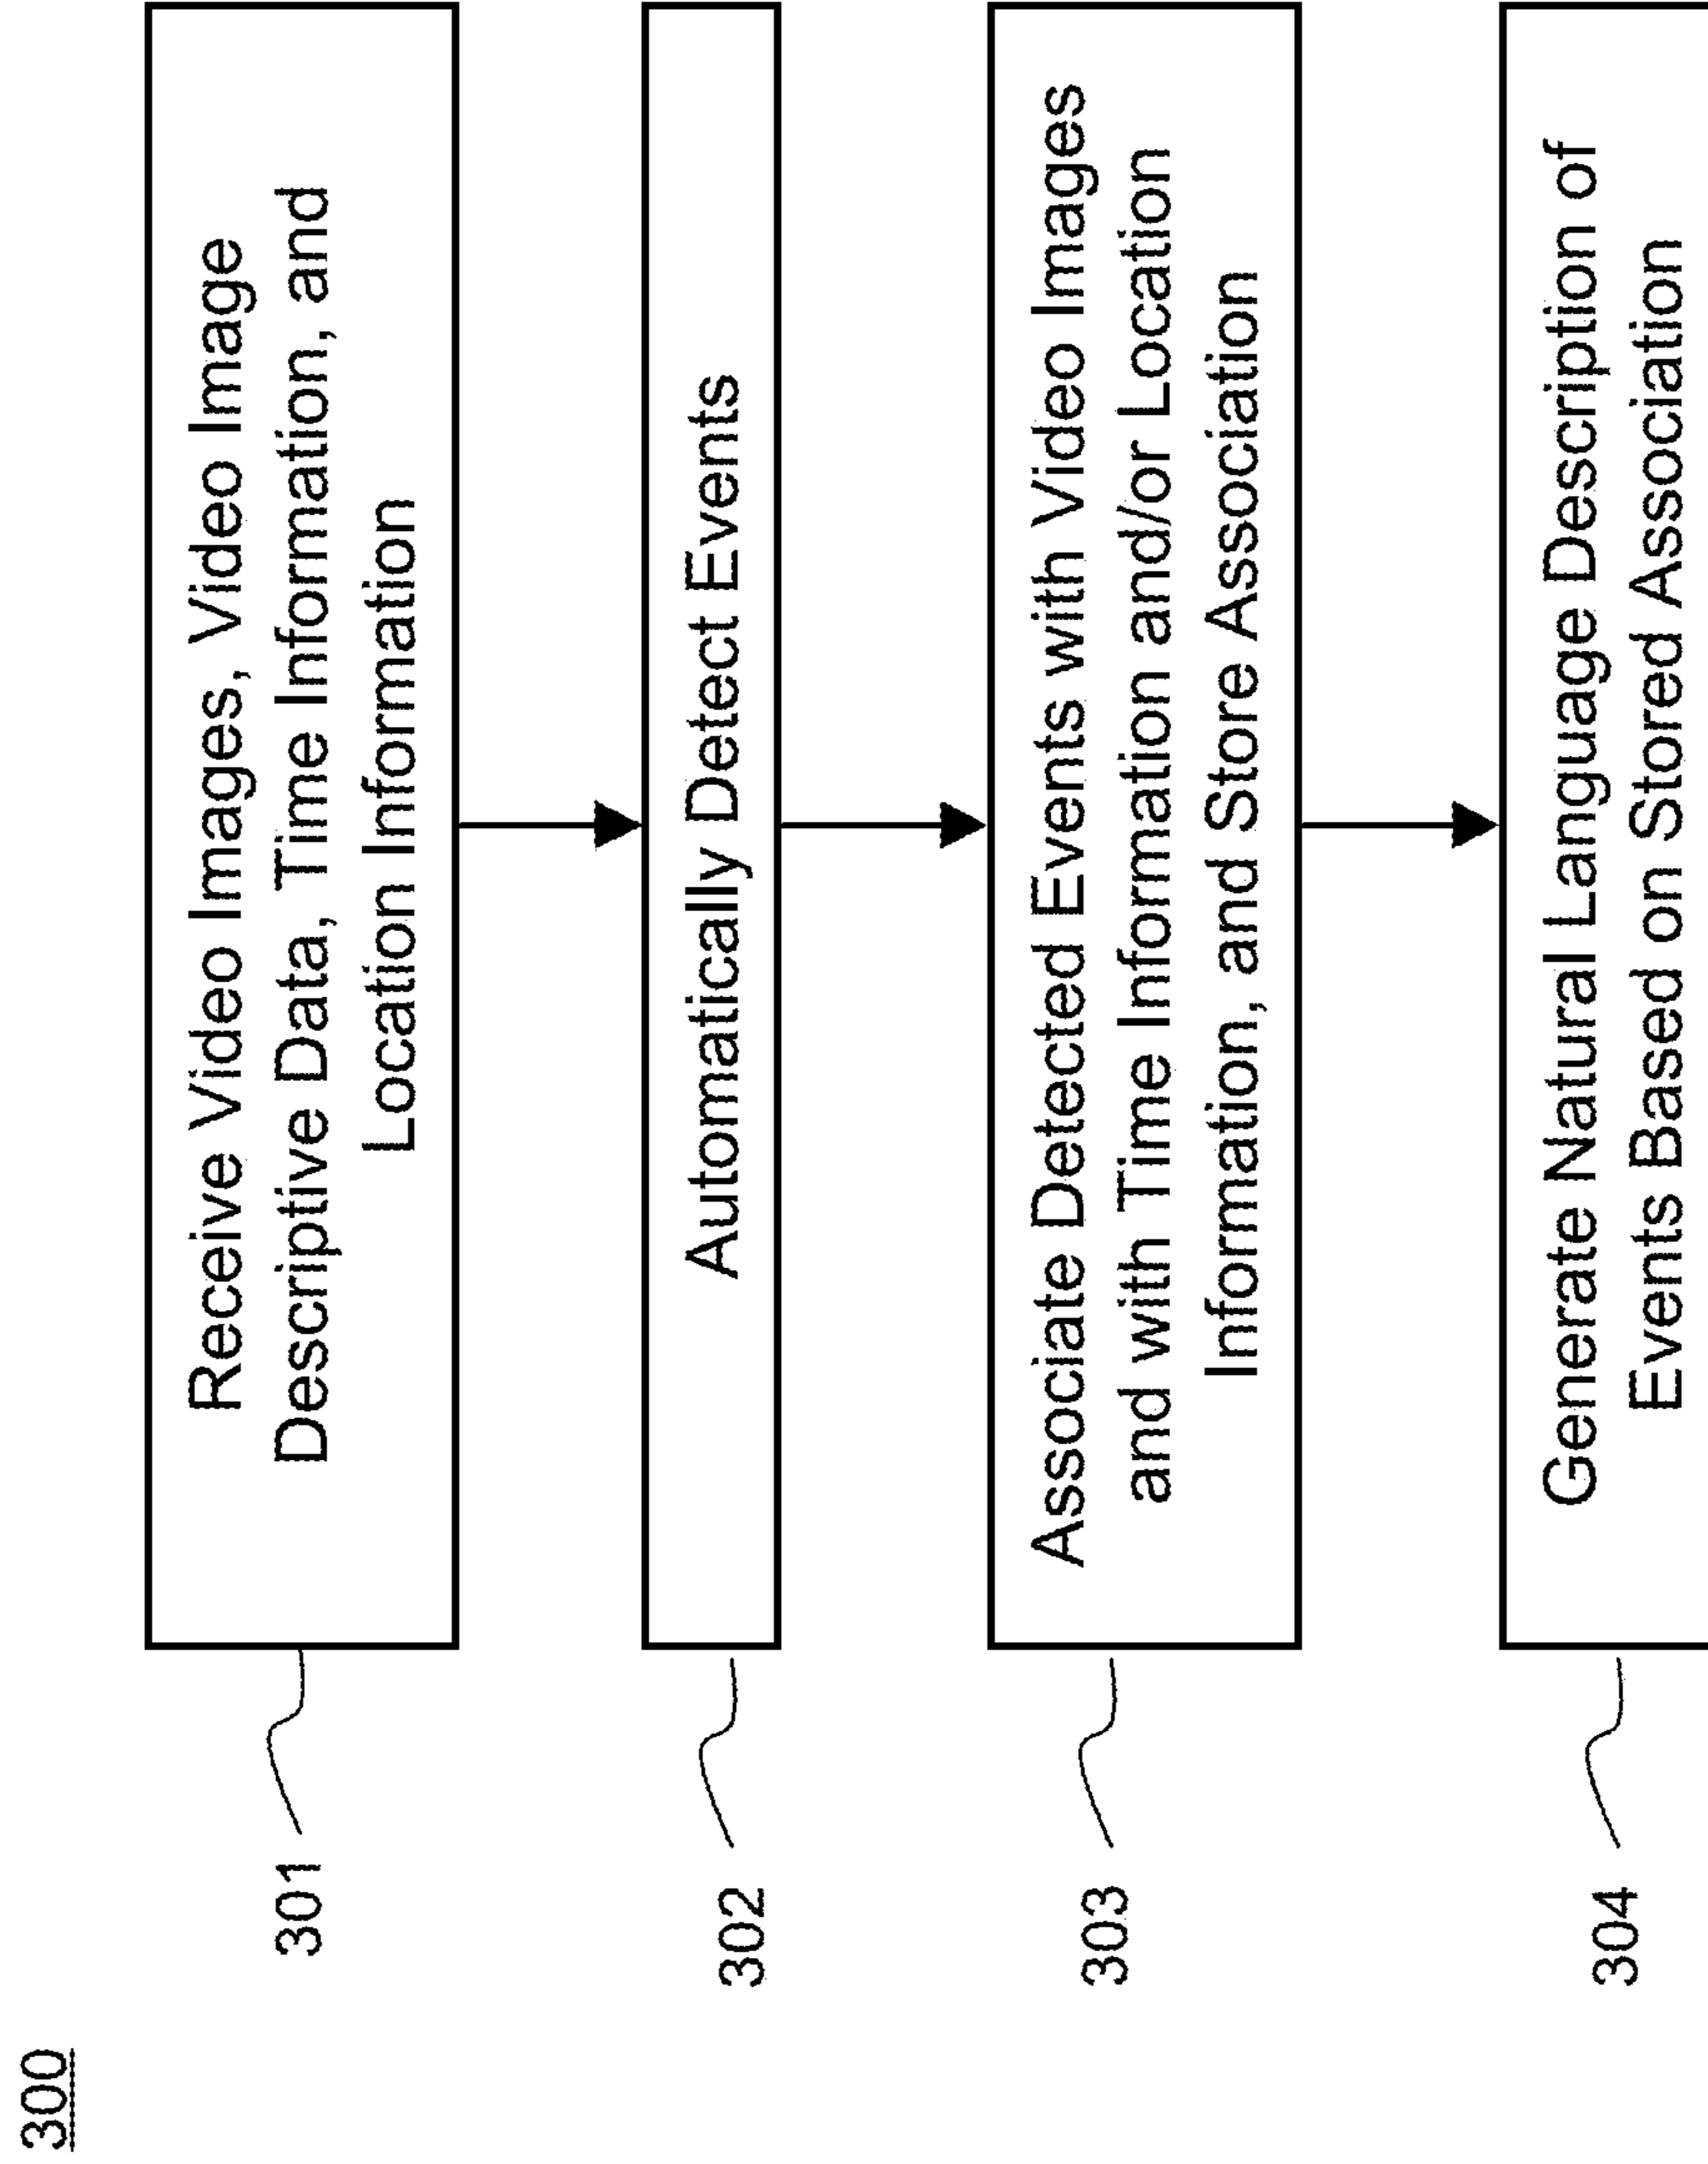 300
301
Receive Video Images, Video Image
Descriptive Data, Time Information, and
Location Information
302
Automatically Detect Events
303
Associate Detected Events with Video Images
and with Time Information and/or Location
Information, and Store Association
304
Generate Natural Language Description of
Events Based on Stored Association